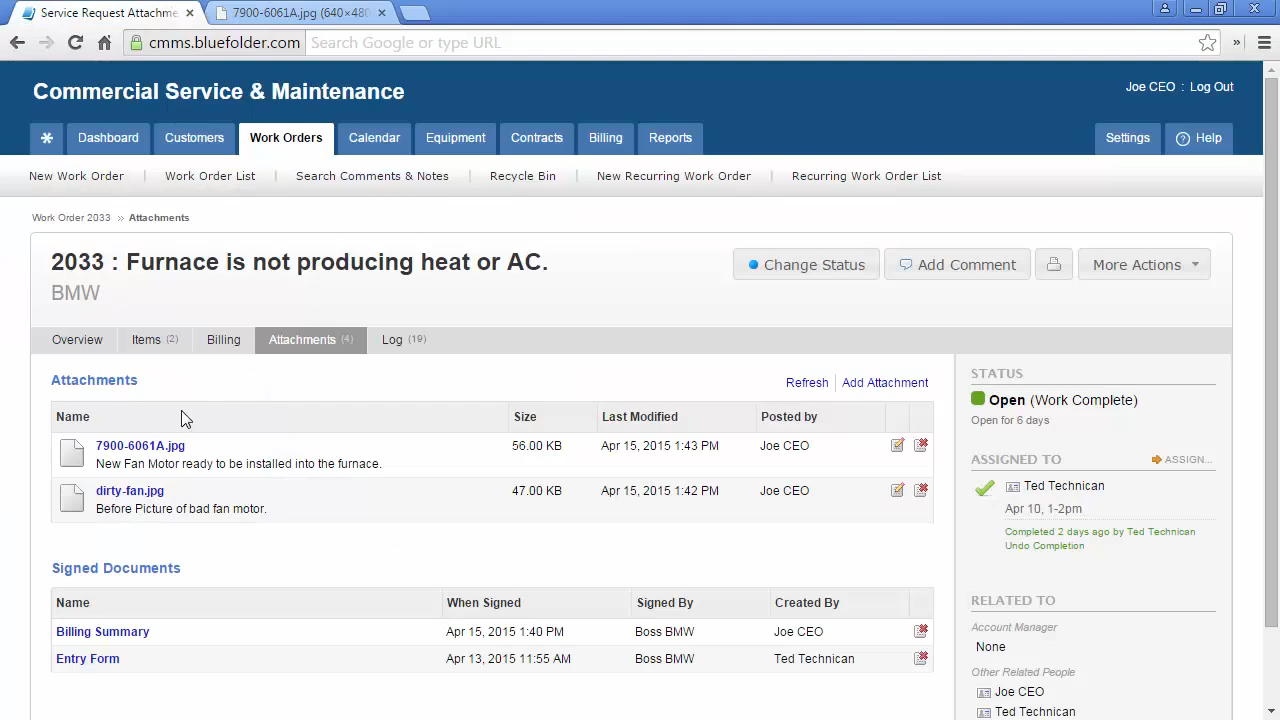 Service Request Attachme
7900-6061A.jpg (640×480
cmms.bluefolder.com Search Google or type URL
Commercial Service & Maintenance
Joe CEO : Log Out
Dashboard Customers Work Orders Calendar Equipment Contracts Billing Reports Settings Help
New Work Order Work Order List Search Comments & Notes Recycle Bin New Recurring Work Order Recurring Work Order List
Work Order 2033 » Attachments
2033 : Furnace is not producing heat or AC.
BMW
Change Status Add Comment More Actions
Overview Items (2) Billing Attachments (4) Log (19)
Attachments
Refresh Add Attachment
Name Size Last Modified Posted by
7900-6061A.jpg 56.00 KB Apr 15, 2015 1:43 PM Joe CEO
New Fan Motor ready to be installed into the furnace.
dirty-fan.jpg 47.00 KB Apr 15, 2015 1:42 PM Joe CEO
Before Picture of bad fan motor.
Signed Documents
Name When Signed Signed By Created By
Billing Summary Apr 15, 2015 1:40 PM Boss BMW Joe CEO
Entry Form Apr 13, 2015 11:55 AM Boss BMW Ted Technican
STATUS
Open (Work Complete)
Open for 6 days
ASSIGNED TO ASSIGN...
Ted Technican
Apr 10, 1-2pm
Completed 2 days ago by Ted Technican
Undo Completion
RELATED TO
Account Manager
None
Other Related People
Joe CEO
Ted Technican